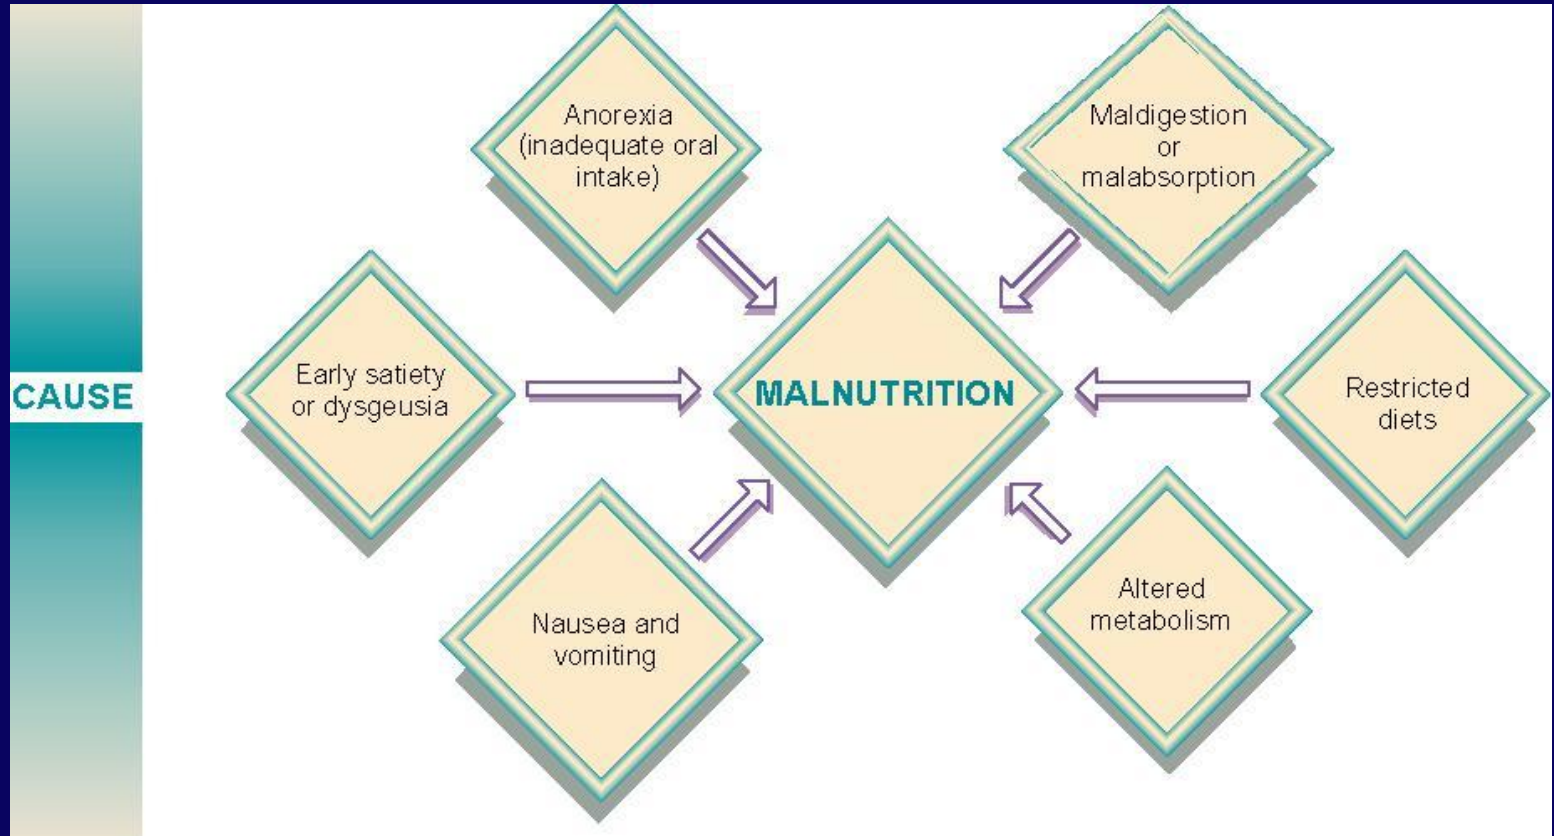 Anorexia
(inadequate oral
intake)
Maldigestion
or
malabsorption
CAUSE
Early satiety
or dysgeusia
MALNUTRITION
Restricted
diets
Nausea and
vomiting
Altered
metabolism